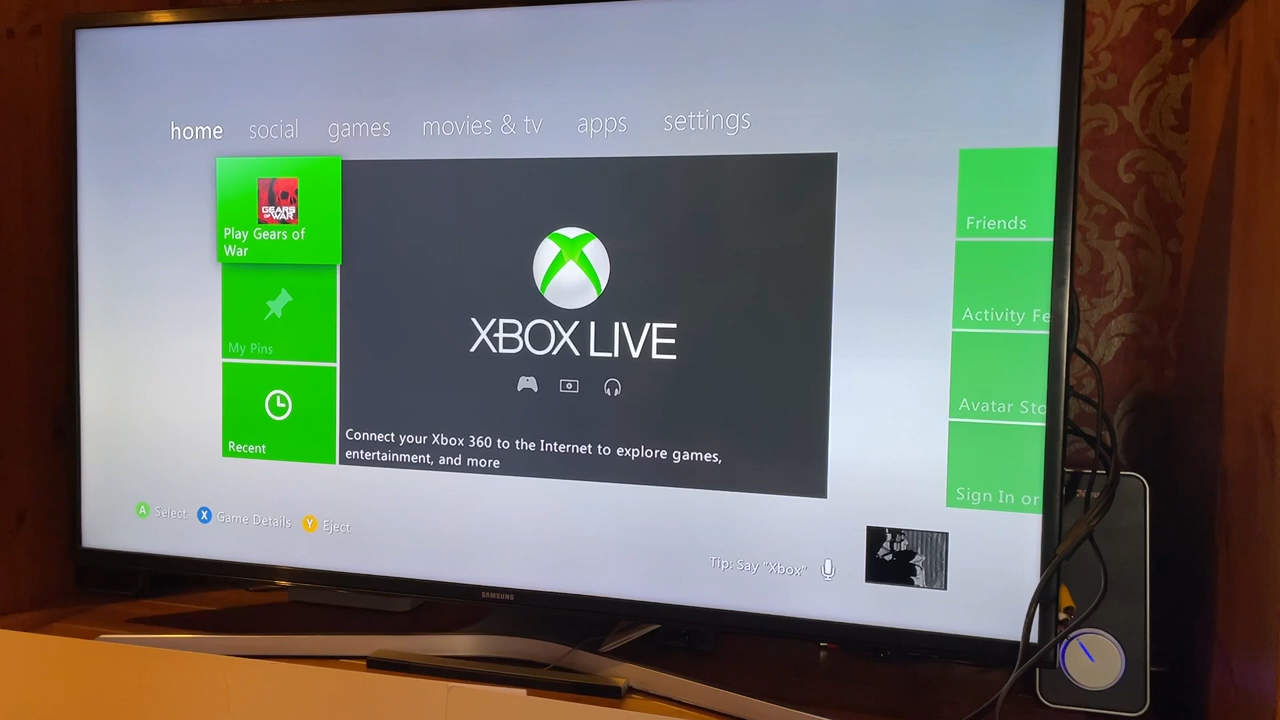 home social games movies & tv apps settings
GEARS
OF WAR
Play Gears of
War
My Pins
Recent
XBOX LIVE
Connect your Xbox 360 to the Internet to explore games,
entertainment, and more
Friends
Activity Fe
Avatar Sto
Sign In or
A Select X Game Details Y Eject
Tip: Say "Xbox"
SAMSUNG